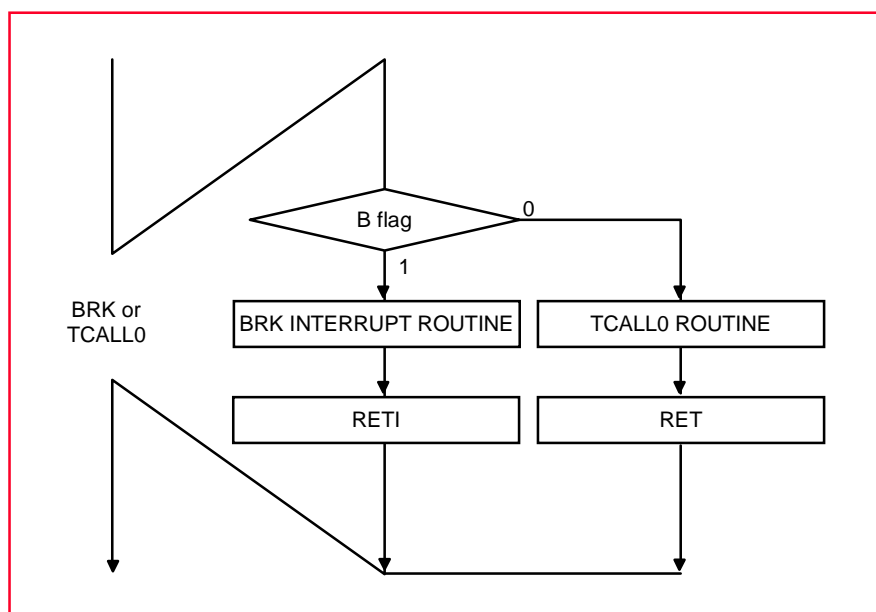 B flag
0
1
BRK or
TCALL0
BRK INTERRUPT ROUTINE
TCALL0 ROUTINE
RETI
RET